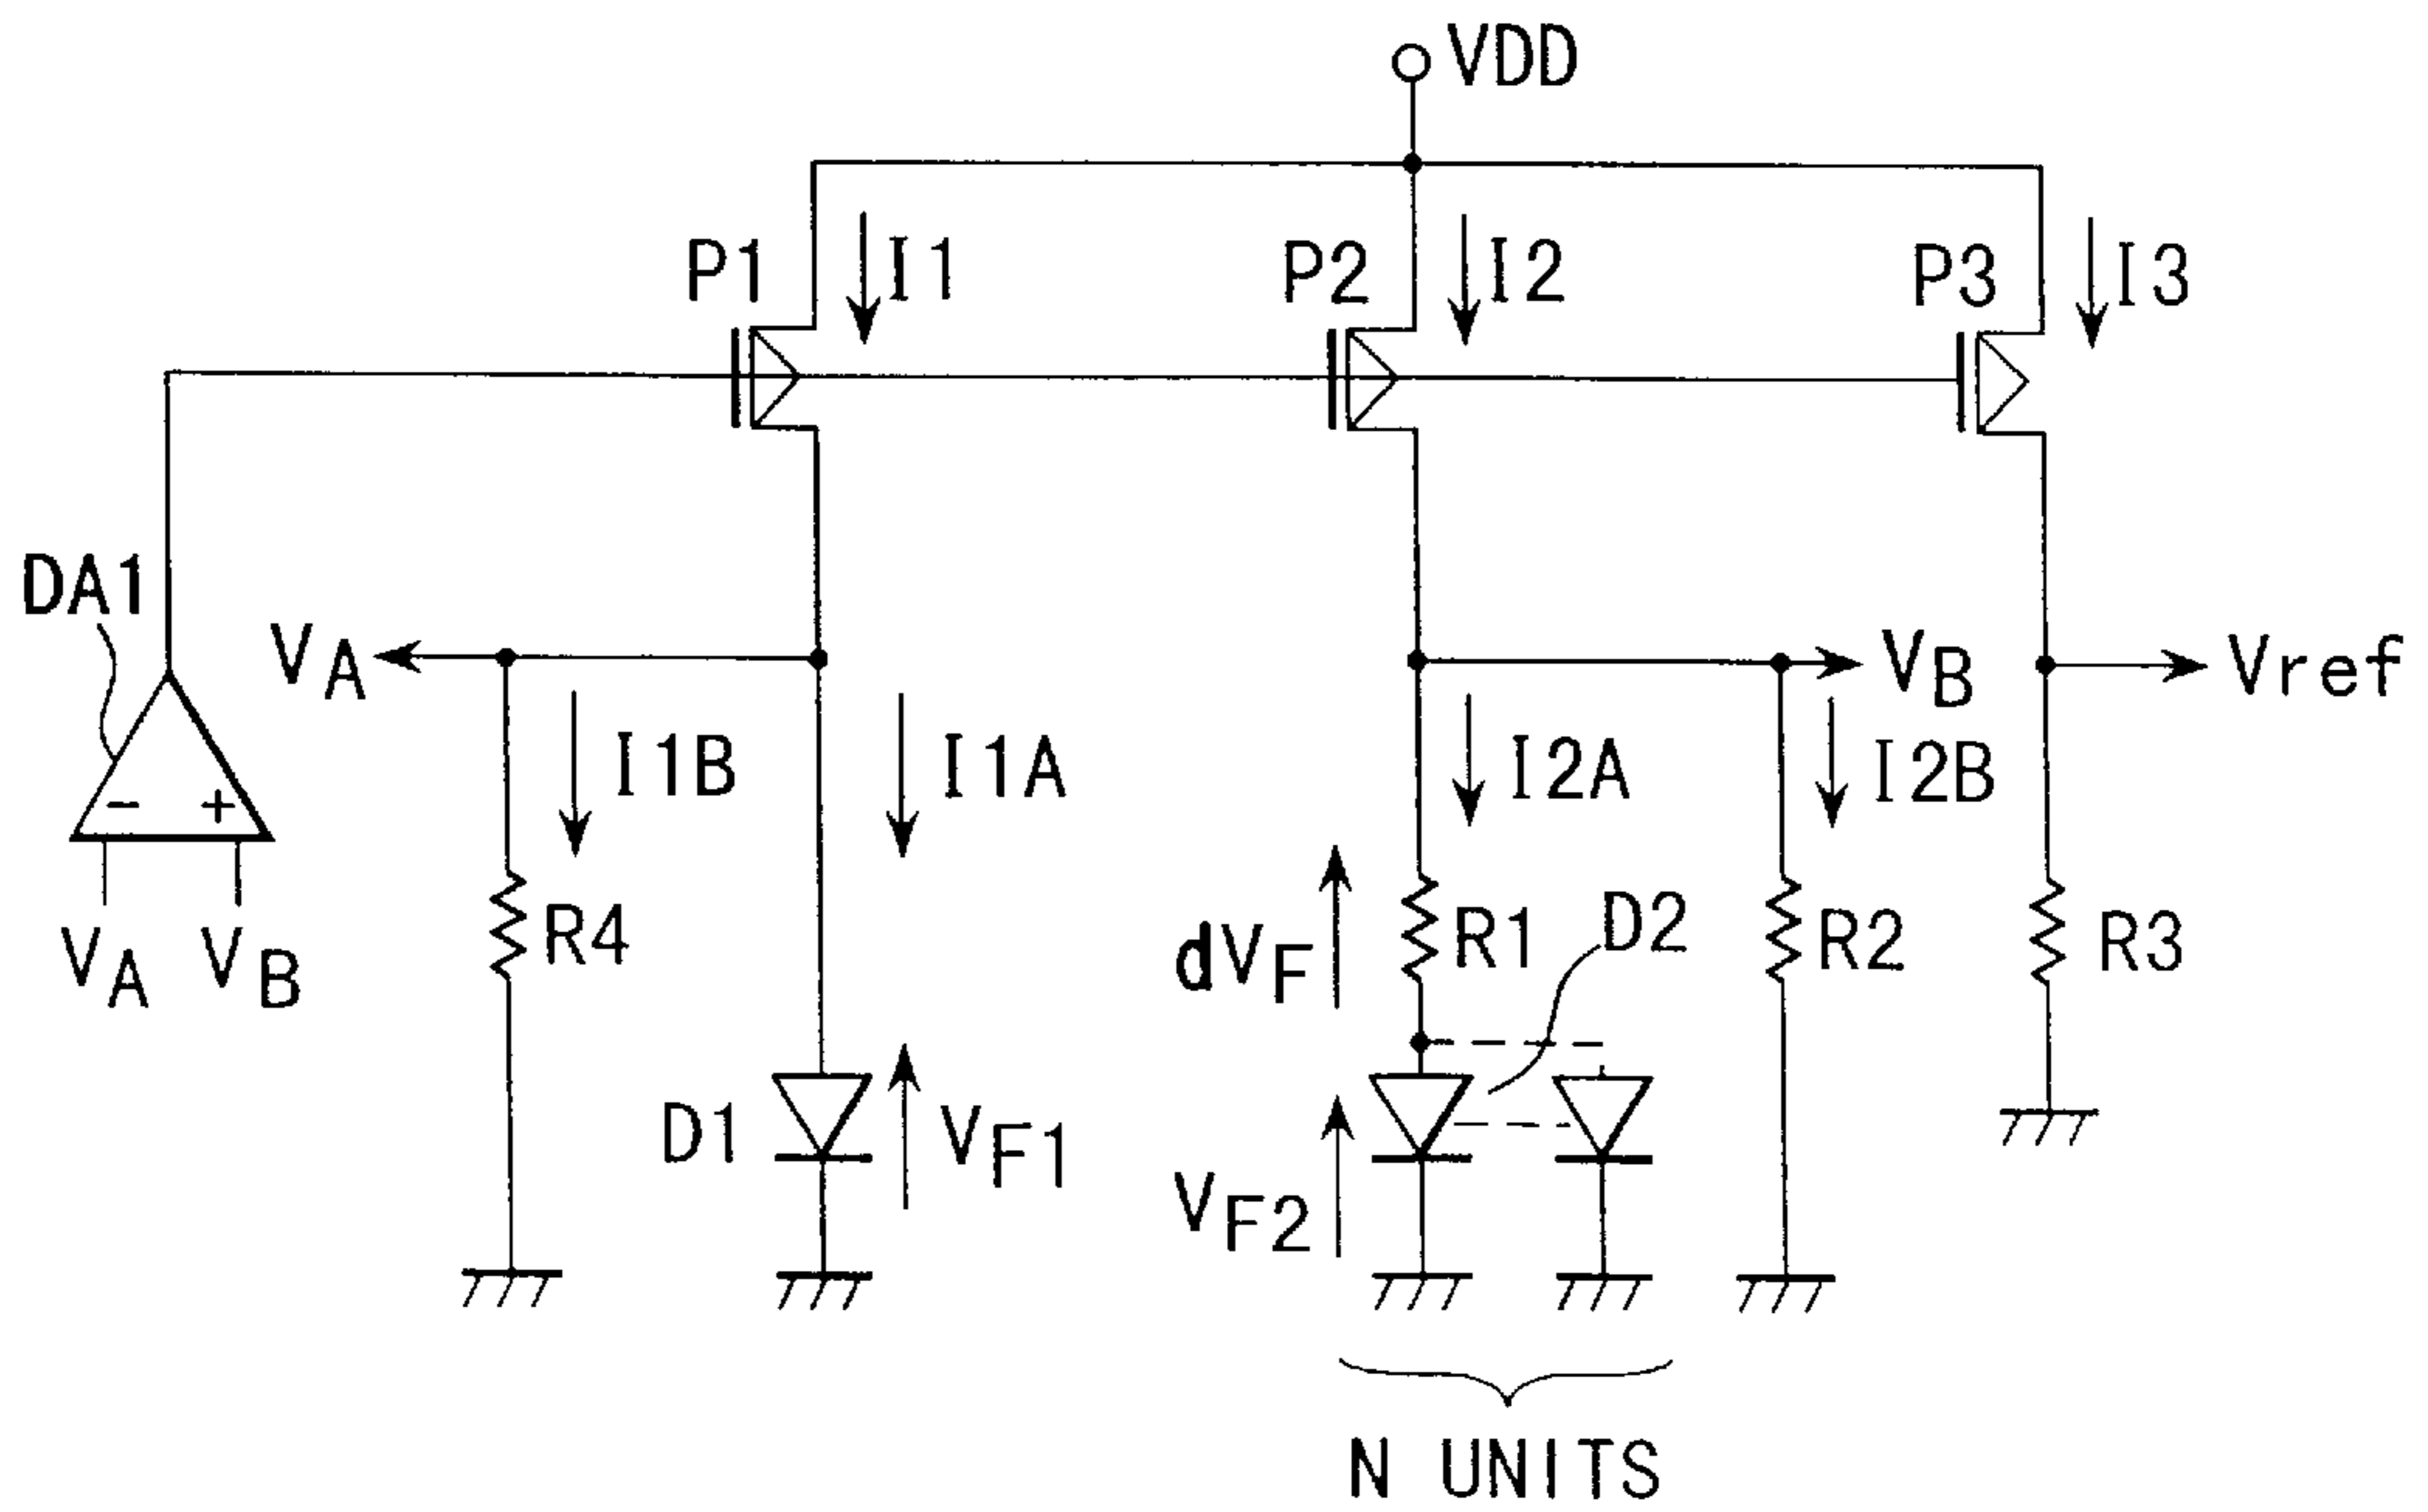 VDD
P1
I1
P2
I2
P3
I3
DA1
VA
VB
Vref
I1B
I1A
I2A
I2B
- +
VA VB
R4
dVF
R1
D2
R2
R3
D1
VF1
VF2
N UNITS